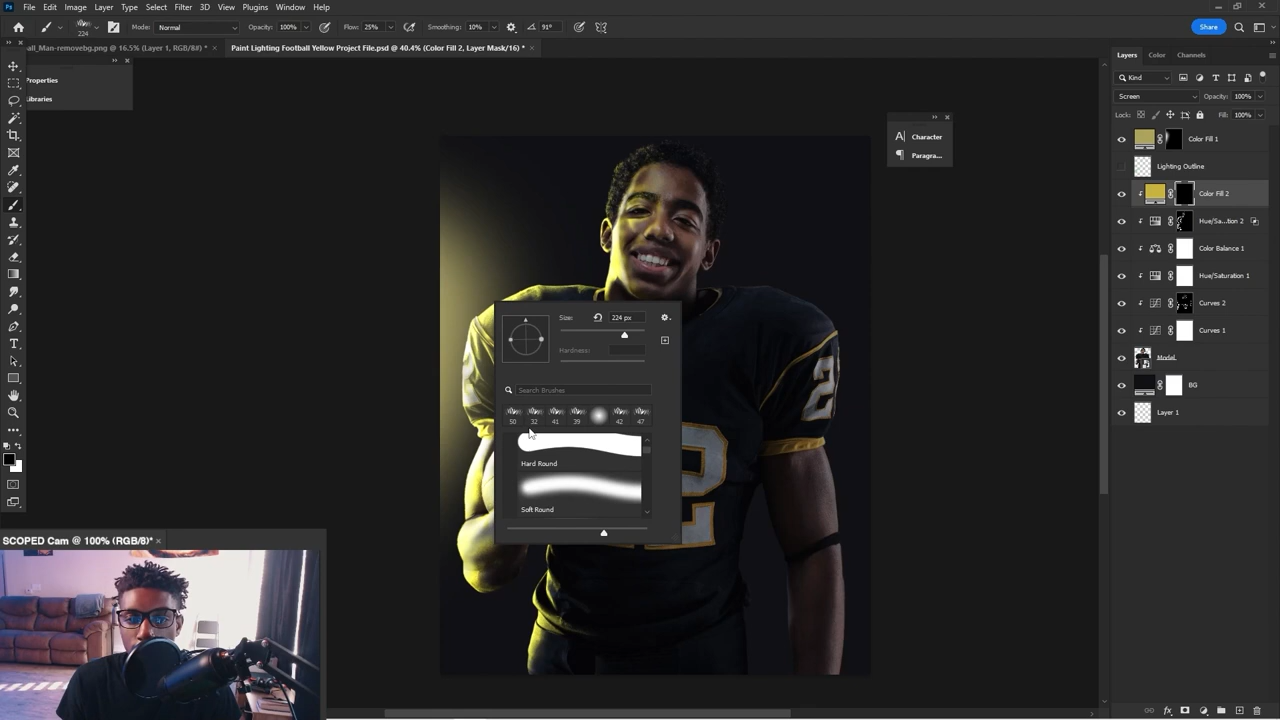 Ps File Edit Image Layer Type Select Filter 3D View Plugins Window Help
224 Mode: Normal Opacity: 100% Flow: 25% Smoothing: 10% 91° Share
all_Man-removebg.png @ 16.5% (Layer 1, RGB/8#) * × Paint Lighting Football Yellow Project File.psd @ 40.4% (Color Fill 2, Layer Mask/16) * ×
Properties
Libraries
Character
Paragra...
Size: 224 px
Hardness:
Search Brushes
50 32 41 39 42 47
Hard Round
Soft Round
2
2
SCOPED Cam @ 100% (RGB/8)* ×
Layers Color Channels
Kind
Screen Opacity: 100%
Lock: Fill: 100%
Color Fill 1
Lighting Outline
Color Fill 2
Hue/Sa...tion 2
Color Balance 1
Hue/Saturation 1
Curves 2
Curves 1
Model
BG
Layer 1